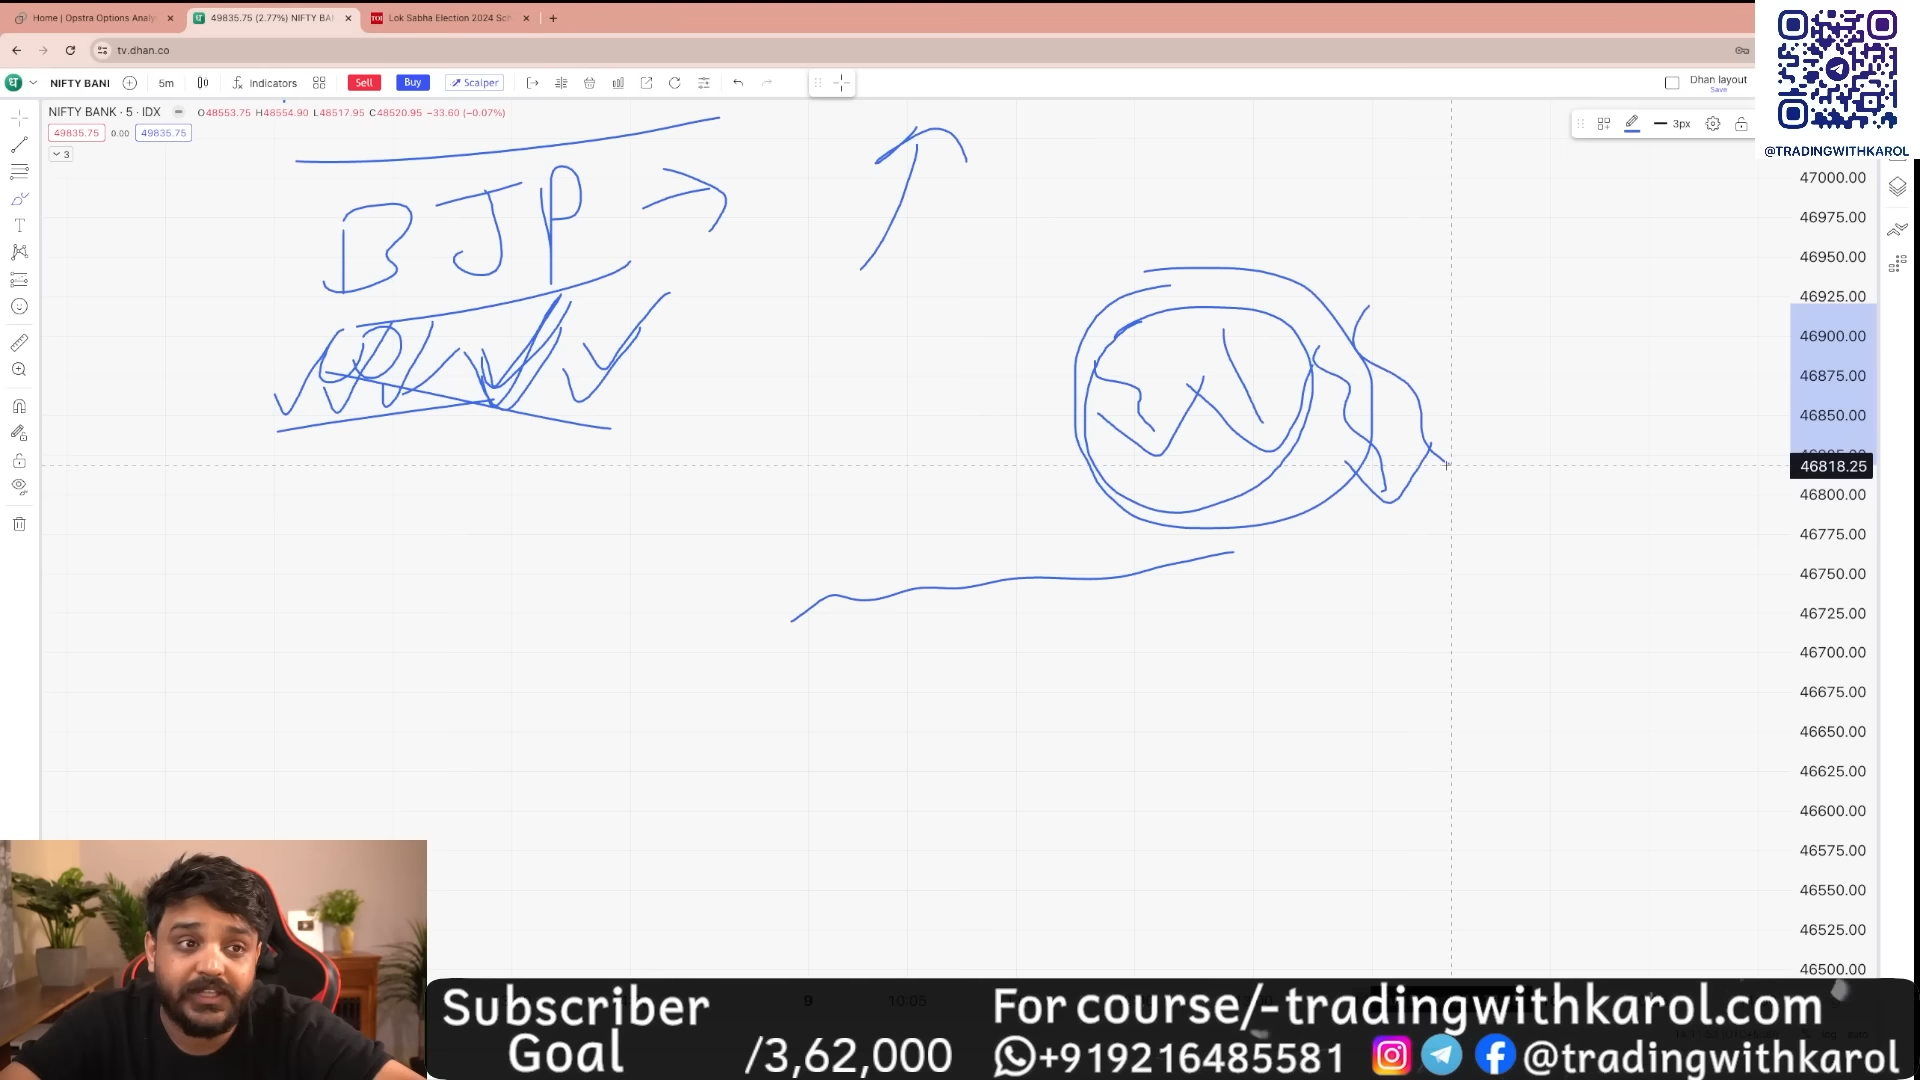 Home | Opstra Options Analy
49835.75 (2.77%) NIFTY BA
Lok Sabha Election 2024 Sch
tv.dhan.co
NIFTY BANI
5m
Indicators
Sell
Buy
Scalper
Dhan layout
Save
NIFTY BANK · 5 · IDX
O48553.75 H48554.90 L48517.95 C48520.95 −33.60 (−0.07%)
49835.75 0.00 49835.75
3
3px
@TRADINGWITHKAROL
BJP
47000.00
46975.00
46950.00
46925.00
46900.00
46875.00
46850.00
46818.25
46800.00
46775.00
46750.00
46725.00
46700.00
46675.00
46650.00
46625.00
46600.00
46575.00
46550.00
46525.00
46500.00
9
10:05
Subscriber
Goal /3,62,000
For course/-tradingwithkarol.com
+919216485581 @tradingwithkarol